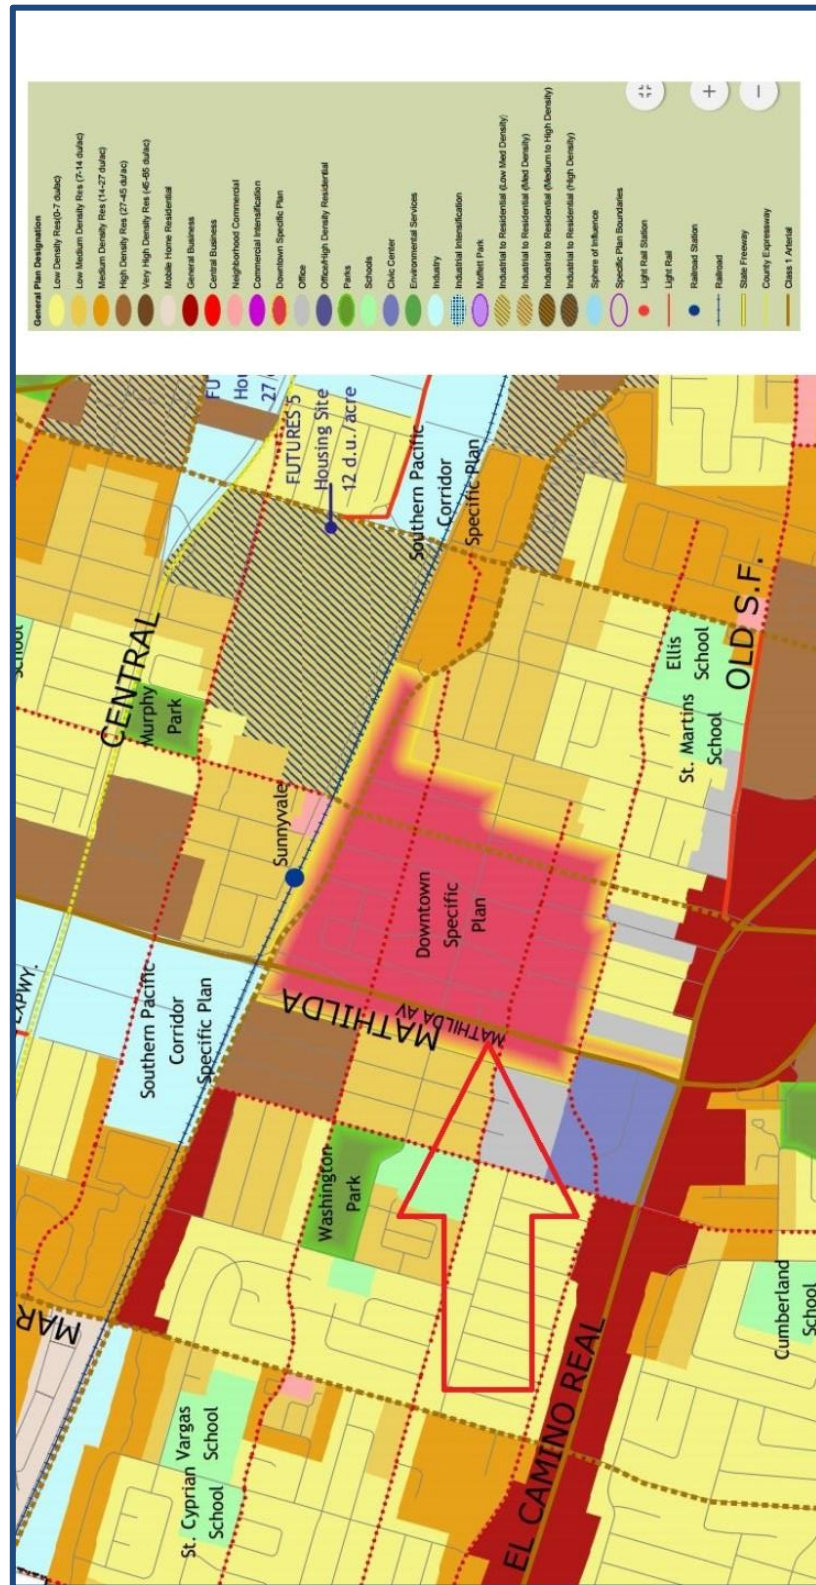 General Plan Designation
Low Density Res(0-7 du/ac)
Low Medium Density Res (7-14 du/ac)
Medium Density Res (14-27 du/ac)
High Density Res (27-45 du/ac)
Very High Density Res (45-65 du/ac)
Mobile Home Residential
General Business
Central Business
Neighborhood Commercial
Commercial Intensification
Downtown Specific Plan
Office
Office/High Density Residential
Parks
Schools
Civic Center
Environmental Services
Industry
Industrial Intensification
Moffett Park
Industrial to Residential (Low Med Density)
Industrial to Residential (Med Density)
Industrial to Residential (Medium to High Density)
Industrial to Residential (High Density)
Sphere of Influence
Specific Plan Boundaries
Light Rail Station
Light Rail
Railroad Station
Railroad
State Freeway
County Expressway
Class 1 Arterial
MAR
EXPWY.
CENTRAL
School
FU
Hou
27
Southern Pacific
Corridor
Specific Plan
Murphy
Park
FUTURES 5
Housing Site
12 d.u./acre
Sunnyvale
Southern Pacific
Corridor
Specific Plan
St. Cyprian Vargas
School
School
Washington
Park
MATHILDA
MATHILDA AV
Downtown
Specific
Plan
St. Martins
School
Ellis
School
EL CAMINO REAL
OLD S.F.
Cumberland
School